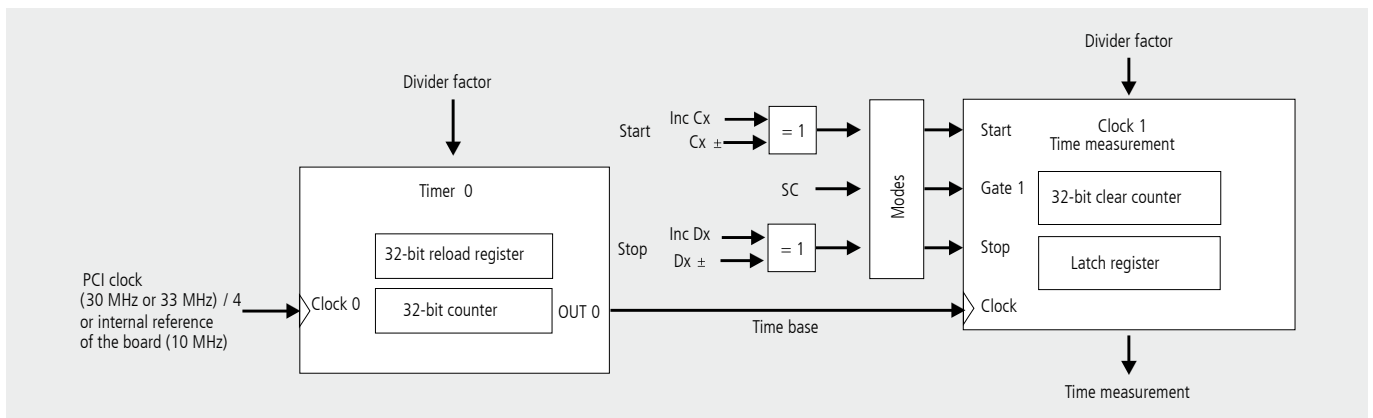 Divider factor
Timer 0
32-bit reload register
32-bit counter
PCI clock
(30 MHz or 33 MHz) / 4
or internal reference
of the board (10 MHz)
Clock 0
OUT 0
Time base
Start
Inc Cx
Cx ±
= 1
SC
Stop
Inc Dx
Dx ±
= 1
Modes
Divider factor
Clock 1
Time measurement
Start
Gate 1
Stop
Clock
32-bit clear counter
Latch register
Time measurement